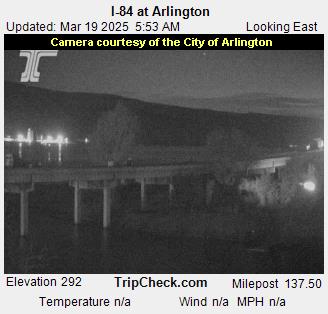 I-84 at Arlington
Updated: Mar 19 2025 5:53 AM Looking East
Camera courtesy of the City of Arlington
Elevation 292 TripCheck.com Milepost 137.50
Temperature n/a Wind n/a MPH n/a